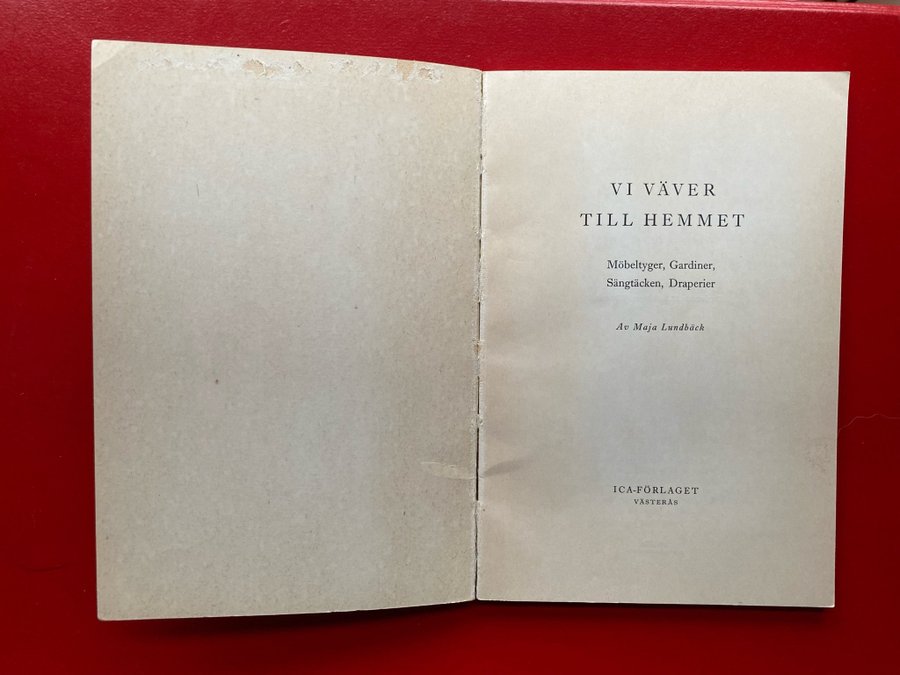 VI VÄVER
TILL HEMMET
Möbeltyger, Gardiner,
Sängtäcken, Draperier
Av Maja Lundbäck
ICA-FÖRLAGET
VÄSTERÅS